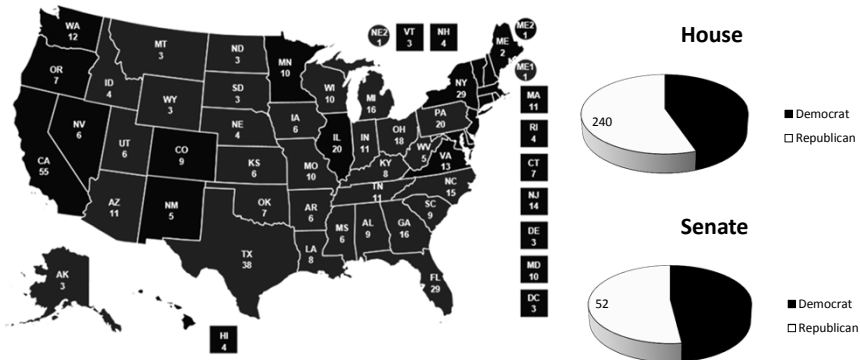 WA
12
OR
7
CA
55
NV
6
ID
4
MT
3
WY
3
UT
6
AZ
11
CO
9
NM
5
ND
3
SD
3
NE
4
KS
6
OK
7
TX
38
MN
10
IA
6
MO
10
AR
6
LA
8
WI
10
IL
20
MI
16
IN
11
OH
18
KY
8
TN
11
MS
6
AL
9
GA
16
FL
29
SC
9
NC
15
VA
13
WV
5
PA
20
NY
29
ME
2
AK
3
HI
4
NE2
1
VT
3
NH
4
ME2
1
ME1
1
MA
11
RI
4
CT
7
NJ
14
DE
3
MD
10
DC
3
House
240
Democrat
Republican
Senate
52
Democrat
Republican